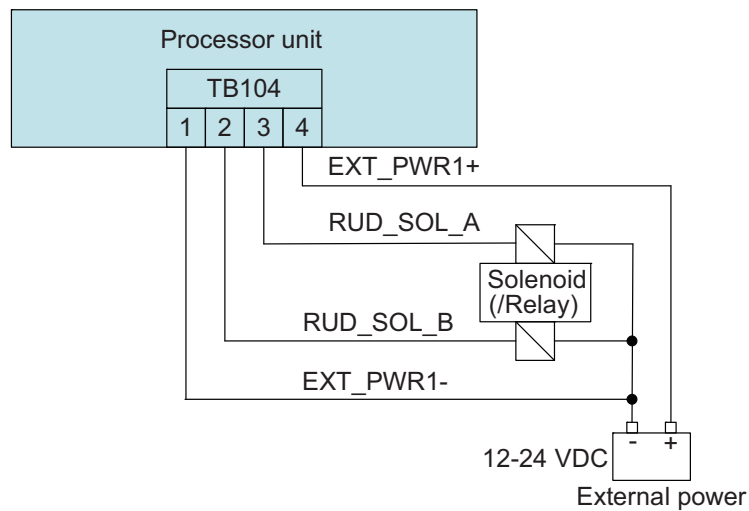 Processor unit
TB104
1 2 3 4
EXT_PWR1+
RUD_SOL_A
Solenoid
(/Relay)
RUD_SOL_B
EXT_PWR1-
- +
12-24 VDC
External power